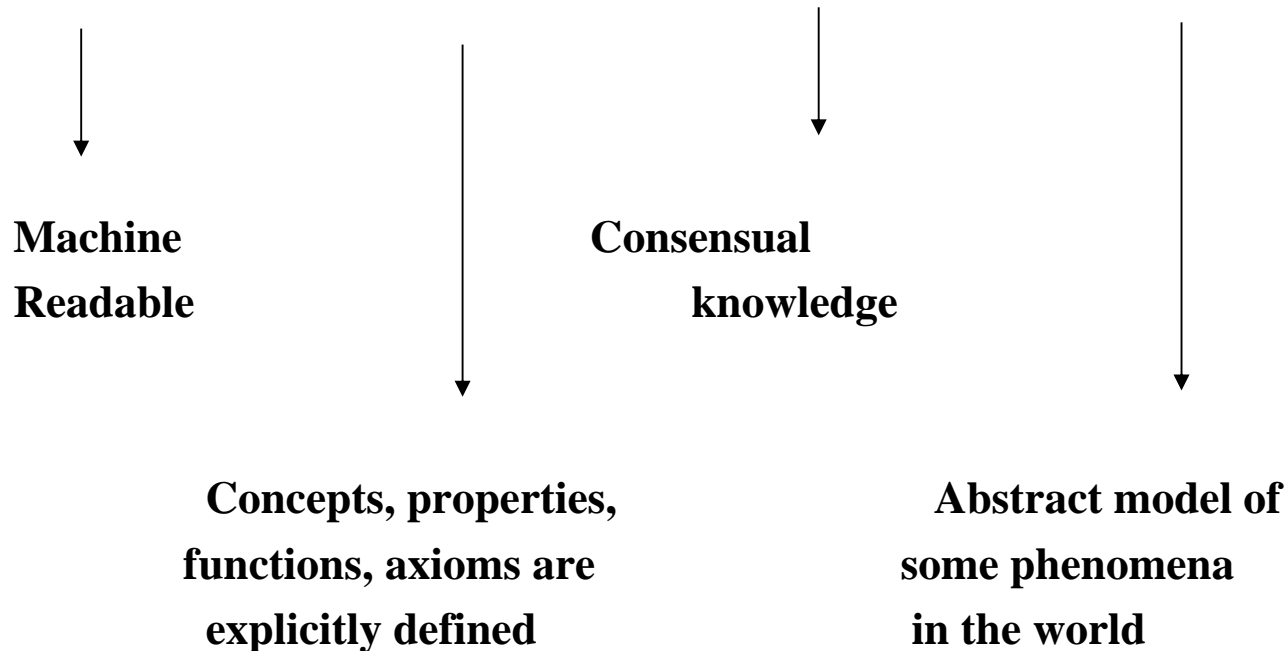 Machine
Readable
Consensual
knowledge
Concepts, properties,
functions, axioms are
explicitly defined
Abstract model of
some phenomena
in the world